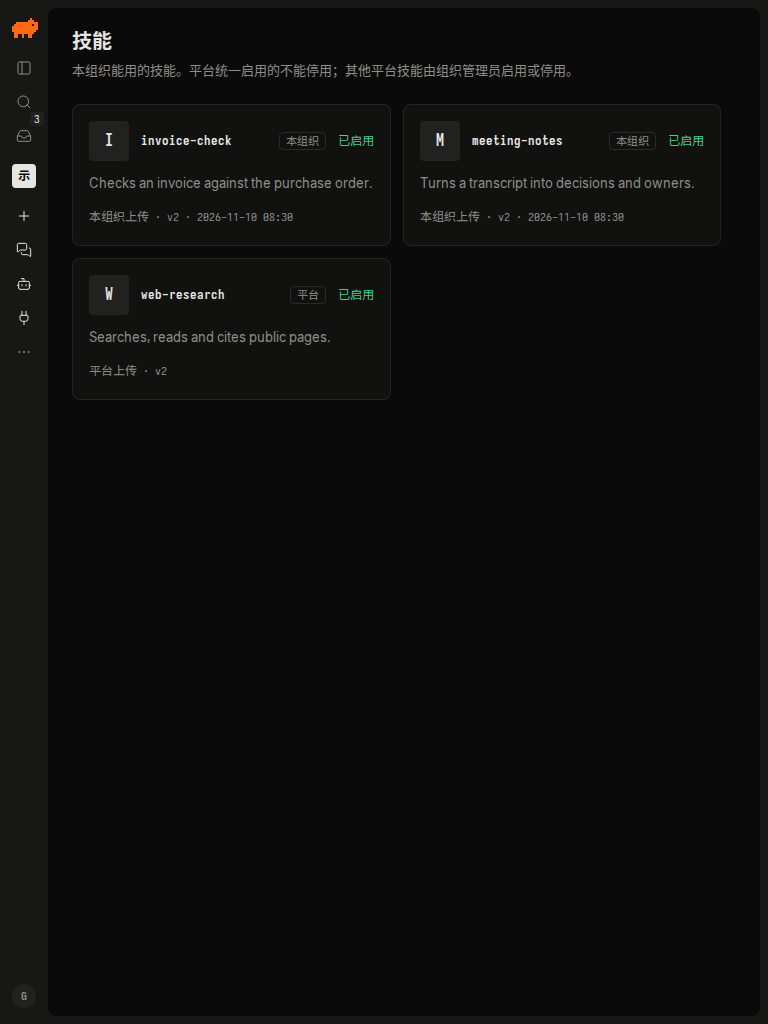 技能
本组织能用的技能。平台统一启用的不能停用；其他平台技能由组织管理员启用或停用。
3
示
I
invoice-check
本组织
已启用
Checks an invoice against the purchase order.
本组织上传 · v2 · 2026-11-10 08:30
M
meeting-notes
本组织
已启用
Turns a transcript into decisions and owners.
本组织上传 · v2 · 2026-11-10 08:30
W
web-research
平台
已启用
Searches, reads and cites public pages.
平台上传 · v2
G